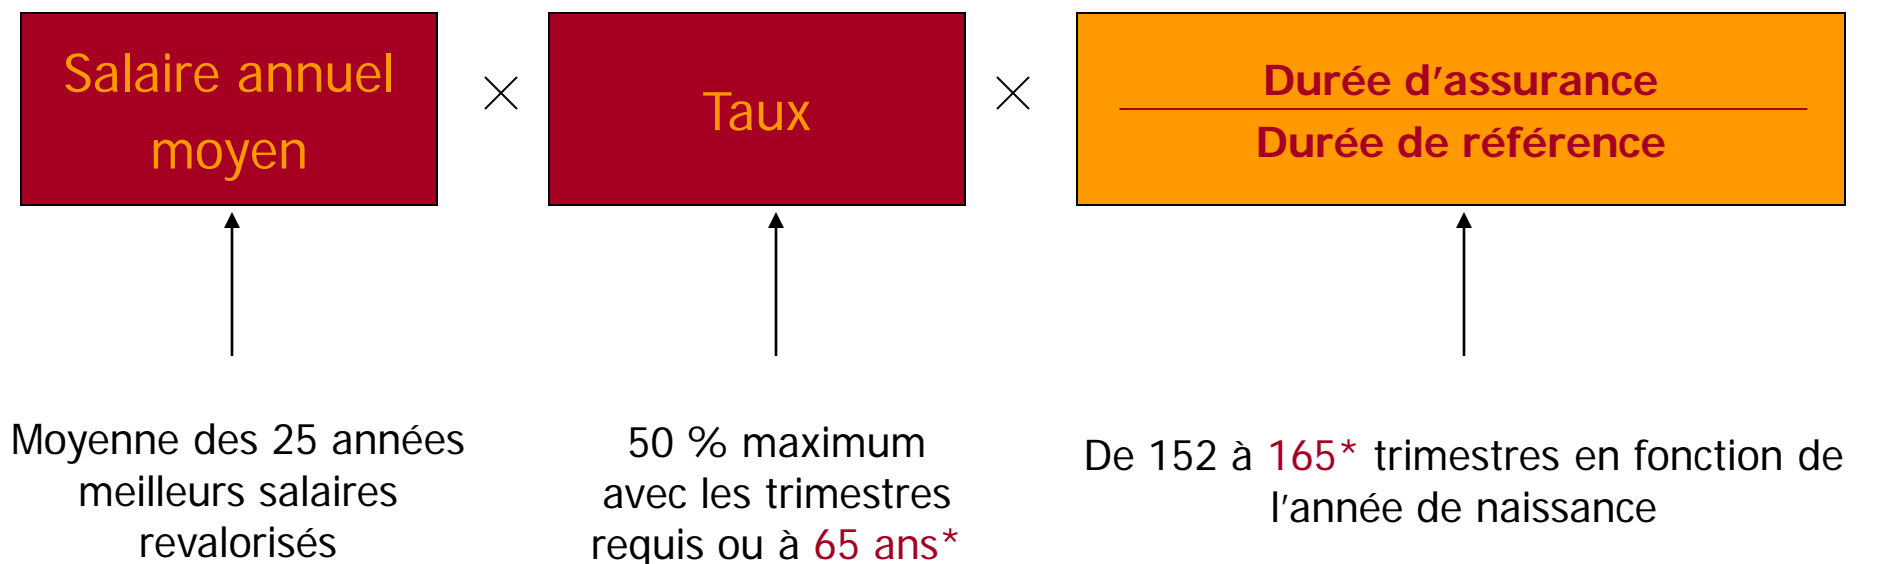 Salaire annuel
moyen
×
Taux
×
Durée d'assurance
Durée de référence
Moyenne des 25 années
meilleurs salaires
revalorisés
50 % maximum
avec les trimestres
requis ou à 65 ans*
De 152 à 165* trimestres en fonction de
l'année de naissance